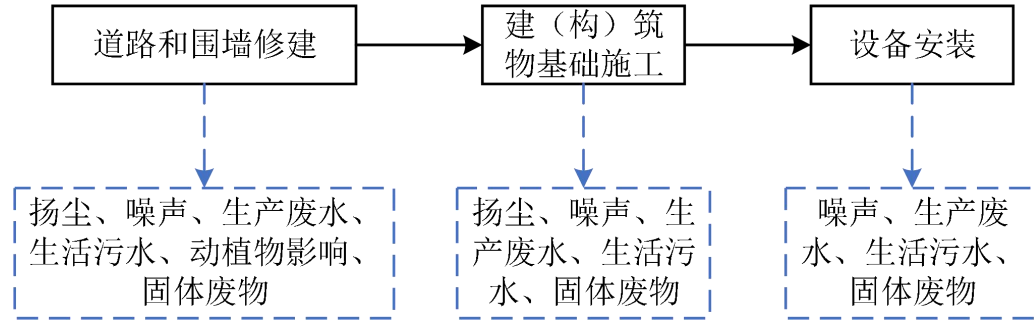 道路和围墙修建
建（构）筑
物基础施工
设备安装
扬尘、噪声、生产废水、
生活污水、动植物影响、
固体废物
扬尘、噪声、生
产废水、生活污
水、固体废物
噪声、生产废
水、生活污水、
固体废物